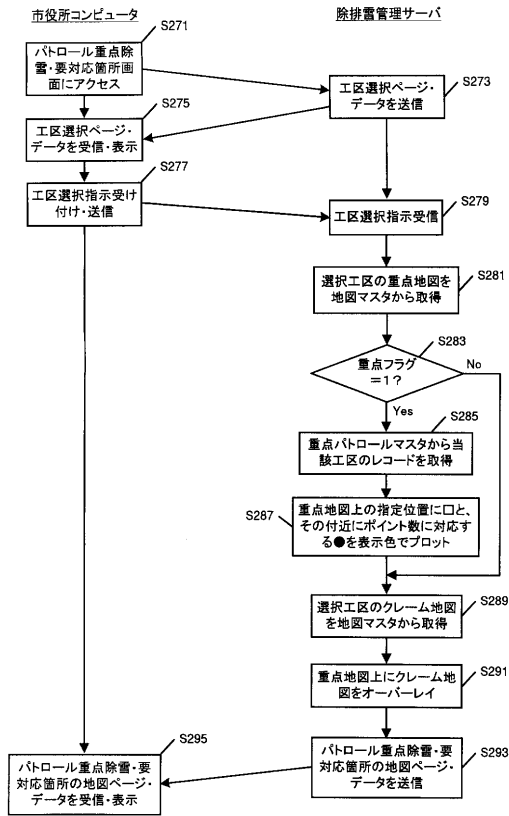 市役所コンピュータ
除排雪管理サーバ
S271
パトロール重点除
雪・要対応箇所画
面にアクセス
S273
工区選択ページ・
データを送信
S275
工区選択ページ・
データを受信・表示
S277
工区選択指示受け
付け・送信
S279
工区選択指示受信
S281
選択工区の重点地図を
地図マスタから取得
S283
重点フラグ
=1?
No
Yes
S285
重点パトロールマスタから当
該工区のレコードを取得
S287
重点地図上の指定位置に□と、
その付近にポイント数に対応す
る●を表示色でプロット
S289
選択工区のクレーム地図
を地図マスタから取得
S291
重点地図上にクレーム地
図をオーバーレイ
S293
パトロール重点除雪・要
対応箇所の地図ページ・
データを送信
S295
パトロール重点除雪・要
対応箇所の地図ページ・
データを受信・表示